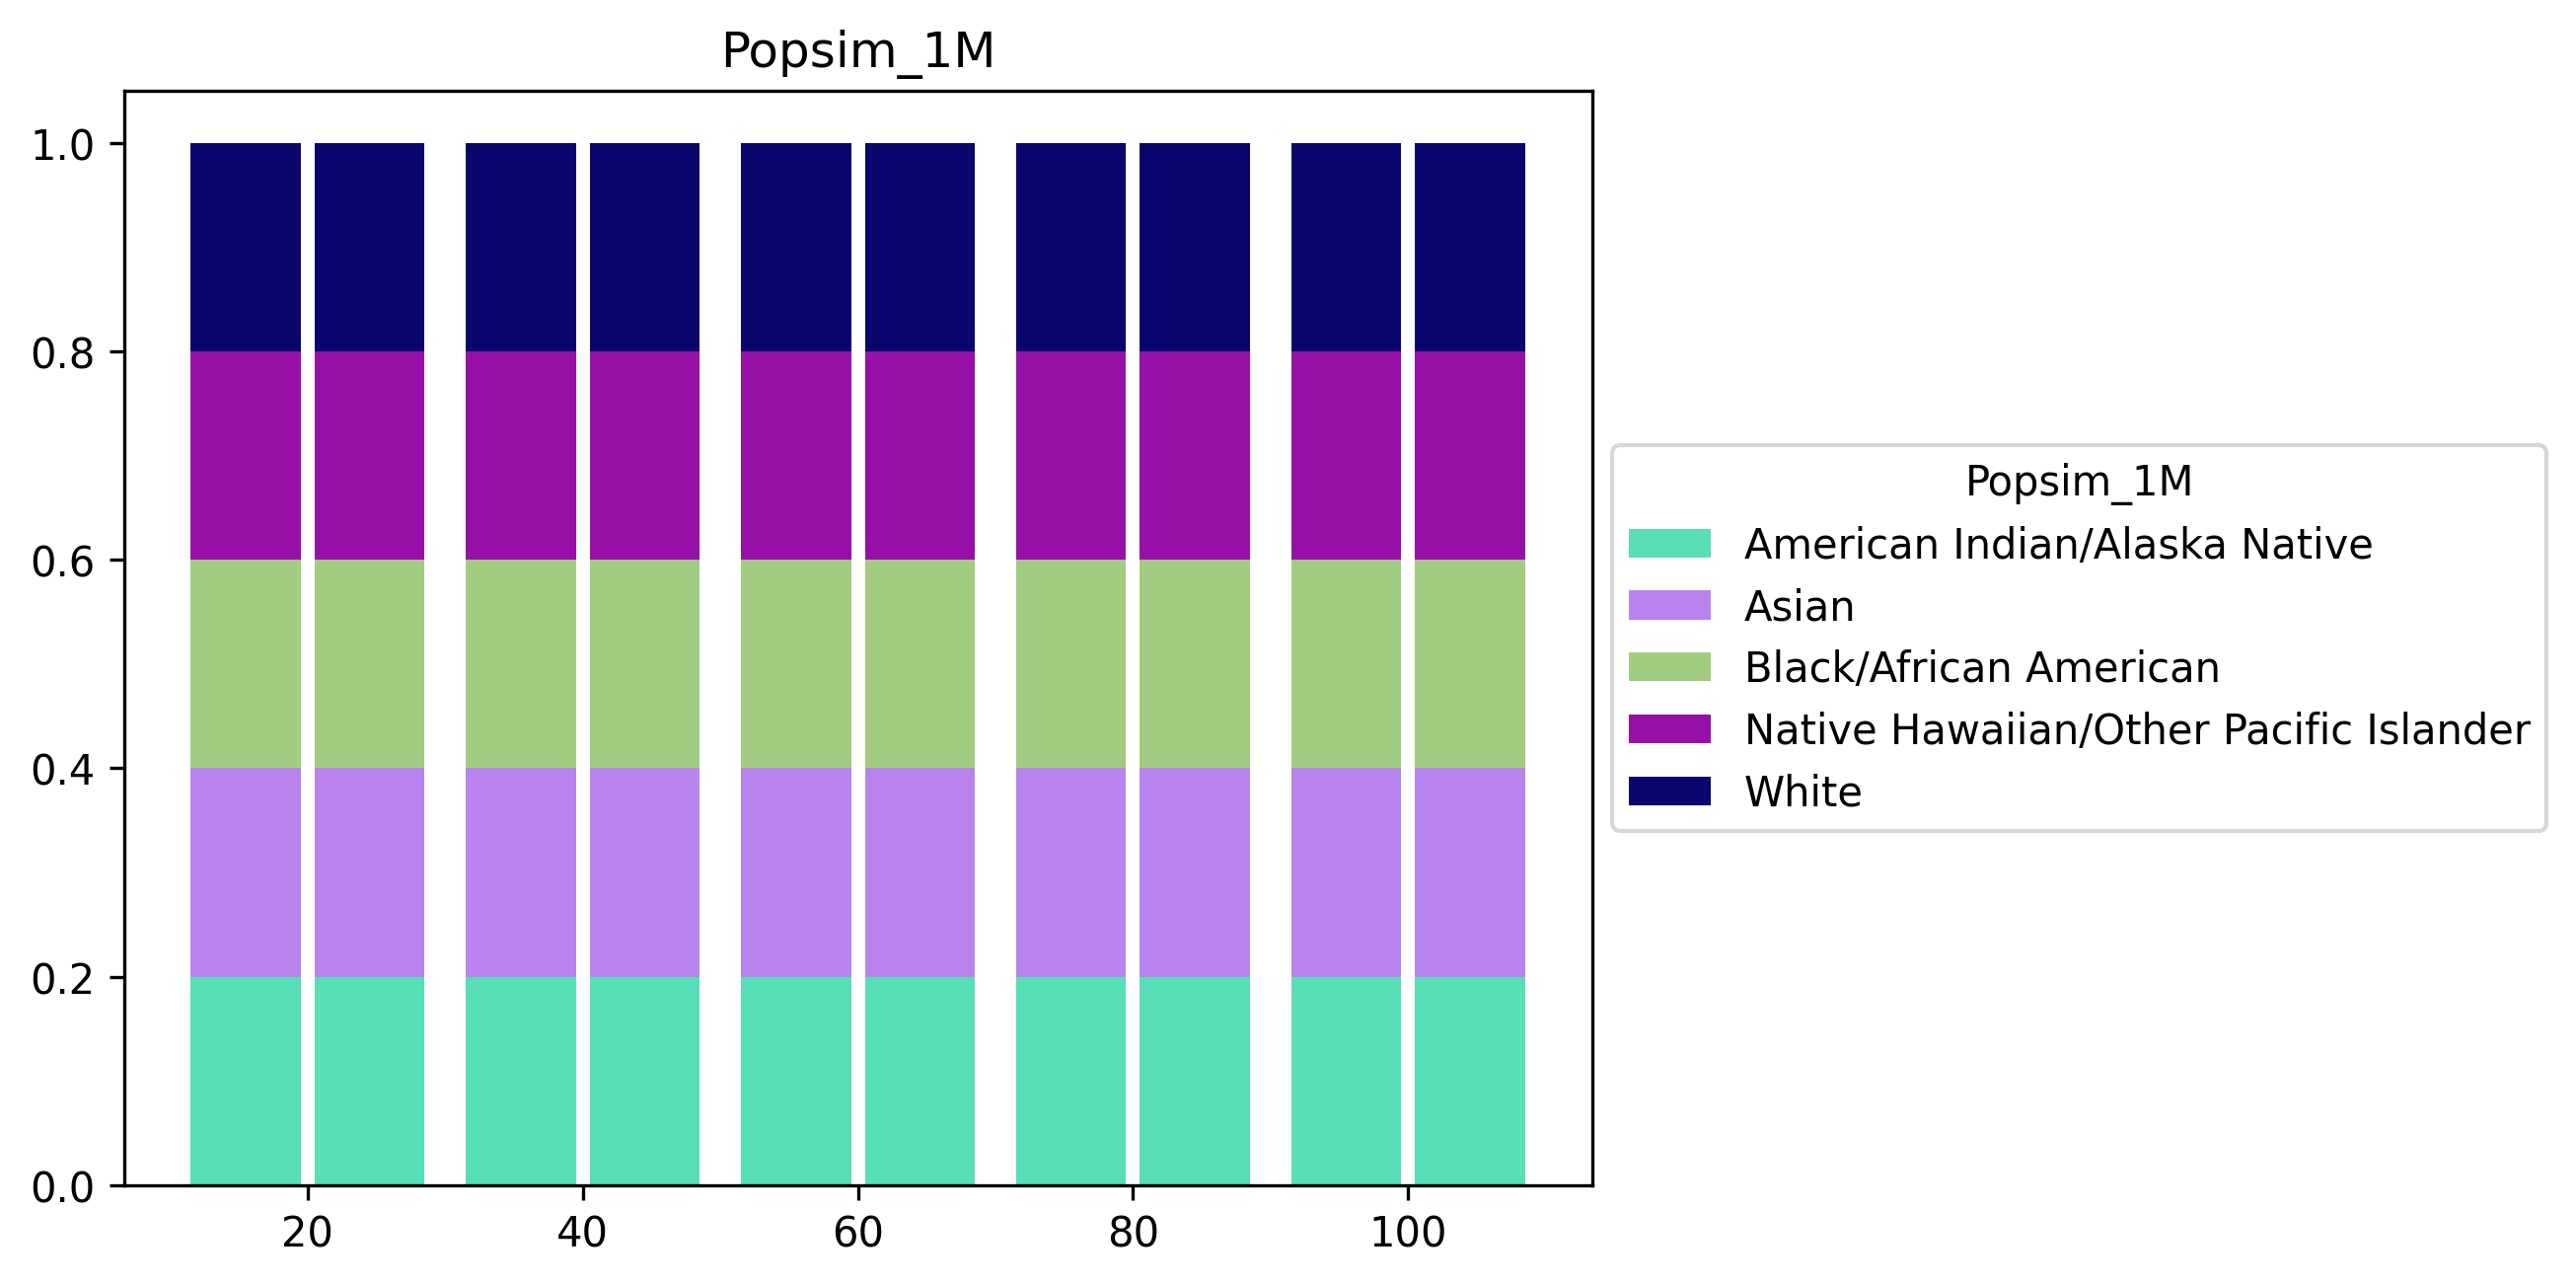 Popsim_1M
1.0
0.8
0.6
0.4
0.2
0.0
20 40 60 80 100
Popsim_1M
American Indian/Alaska Native
Asian
Black/African American
Native Hawaiian/Other Pacific Islander
White